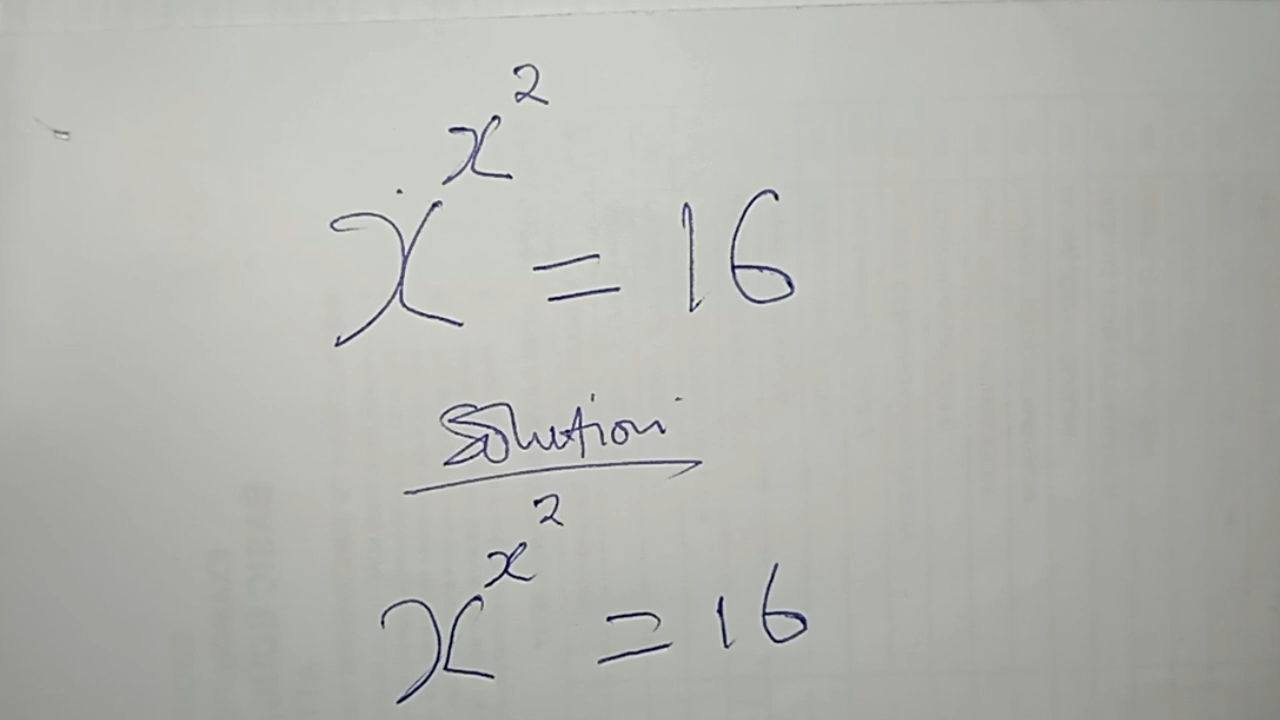 x^{x^2} = 16
Solution
x^{x^2} = 16